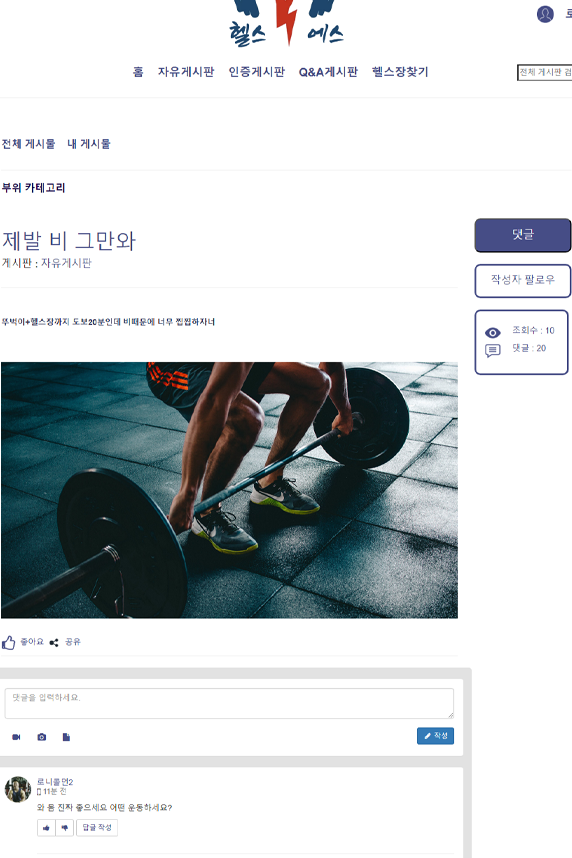 헬스 에스
홈 자유게시판 인증게시판 Q&A게시판 헬스장찾기
전체 게시판 검
전체 게시물 내 게시물
부위 카테고리
제발 비 그만와
게시판 : 자유게시판
댓글
작성자 팔로우
조회수 : 10
댓글 : 20
뚜벅이+헬스장까지 도보20분인데 비때문에 너무 찝찝하자너
좋아요 공유
댓글을 입력하세요.
작성
로니콜먼2
11분 전
와 몸 진짜 좋으세요 어떤 운동하세요?
답글 작성